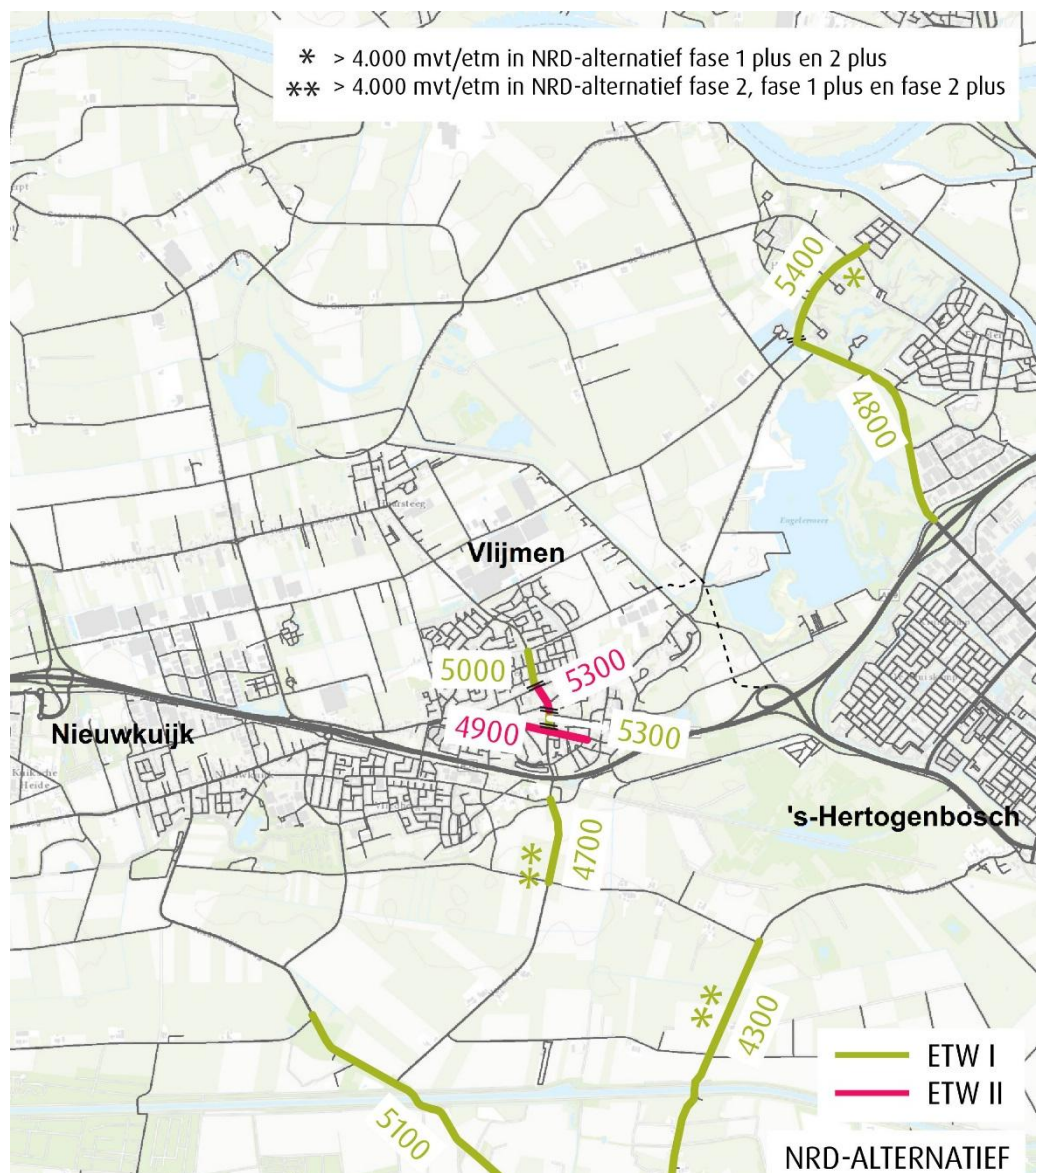 * > 4.000 mvt/etm in NRD-alternatief fase 1 plus en 2 plus
** > 4.000 mvt/etm in NRD-alternatief fase 2, fase 1 plus en fase 2 plus
5400
*
4800
Engelermeer
Vlijmen
5000
5300
4900
5300
Nieuwkuijk
's-Hertogenbosch
4700
**
**
4300
5100
ETW I
ETW II
NRD-ALTERNATIEF